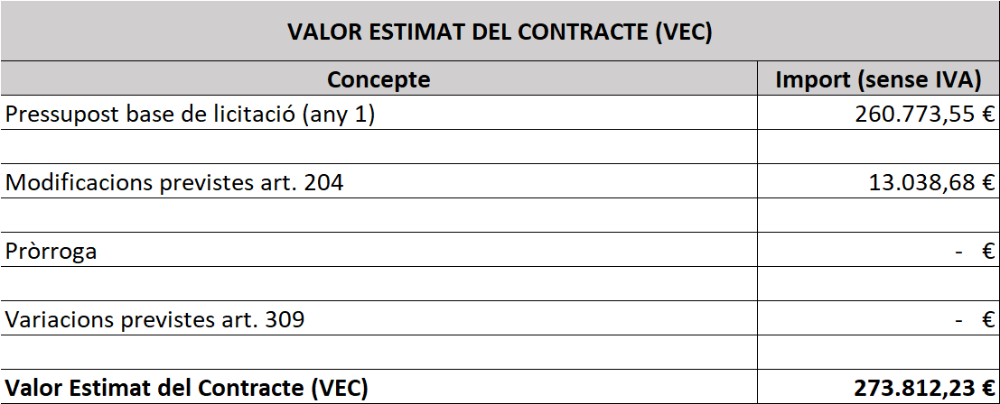 VALOR ESTIMAT DEL CONTRACTE (VEC)
Concepte Import (sense IVA)
Pressupost base de licitació (any 1) 260.773,55 €
Modificacions previstes art. 204 13.038,68 €
Pròrroga - €
Variacions previstes art. 309 - €
Valor Estimat del Contracte (VEC) 273.812,23 €